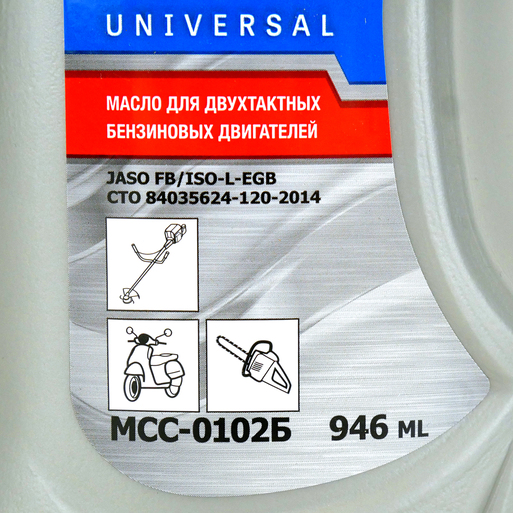 UNIVERSAL
МАСЛО ДЛЯ ДВУХТАКТНЫХ
БЕНЗИНОВЫХ ДВИГАТЕЛЕЙ
JASO FB/ISO-L-EGB
СТО 84035624-120-2014
МСС-0102Б 946 ML